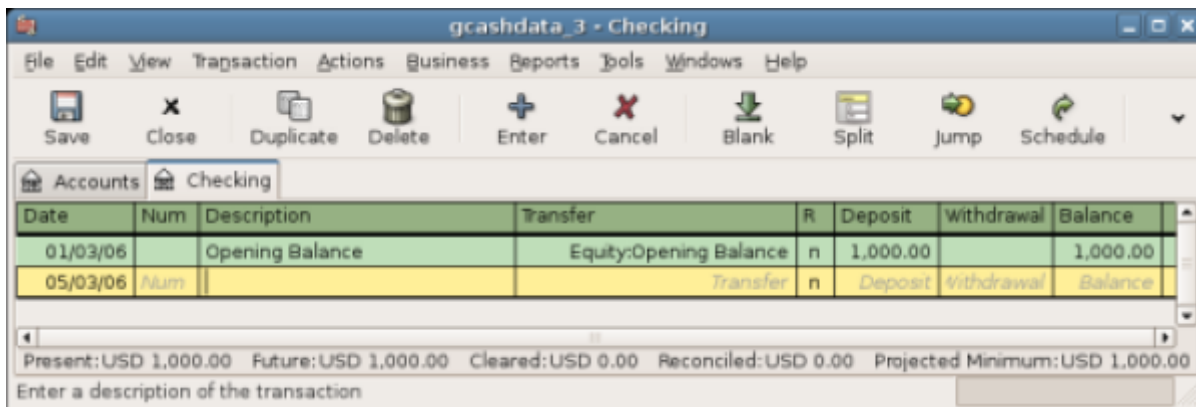 gcashdata_3 - Checking
File Edit View Transaction Actions Business Reports Tools Windows Help
Save Close Duplicate Delete Enter Cancel Blank Split Jump Schedule
Accounts Checking
Date Num Description Transfer R Deposit Withdrawal Balance
01/03/06 Opening Balance Equity:Opening Balance n 1,000.00 1,000.00
05/03/06 Num Transfer n Deposit Withdrawal Balance
Present:USD 1,000.00 Future:USD 1,000.00 Cleared:USD 0.00 Reconciled:USD 0.00 Projected Minimum:USD 1,000.00
Enter a description of the transaction